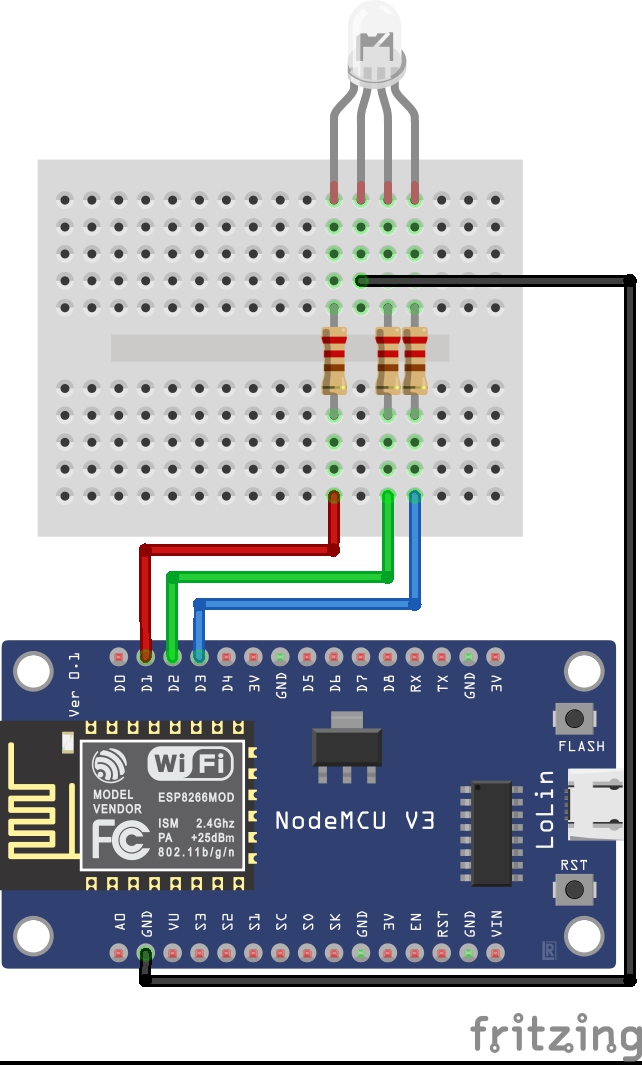 Ver 0.1
D0 D1 D2 D3 D4 3V GND D5 D6 D7 D8 RX TX GND 3V
FLASH
WiFi
MODEL
VENDOR
ESP8266MOD
FC
ISM 2.4Ghz
PA +25dBm
802.11b/g/n
NodeMCU V3
LoLin
RST
A0 GND VU S3 S2 S1 SC S0 SK GND 3V EN RST GND VIN
LR
fritzing